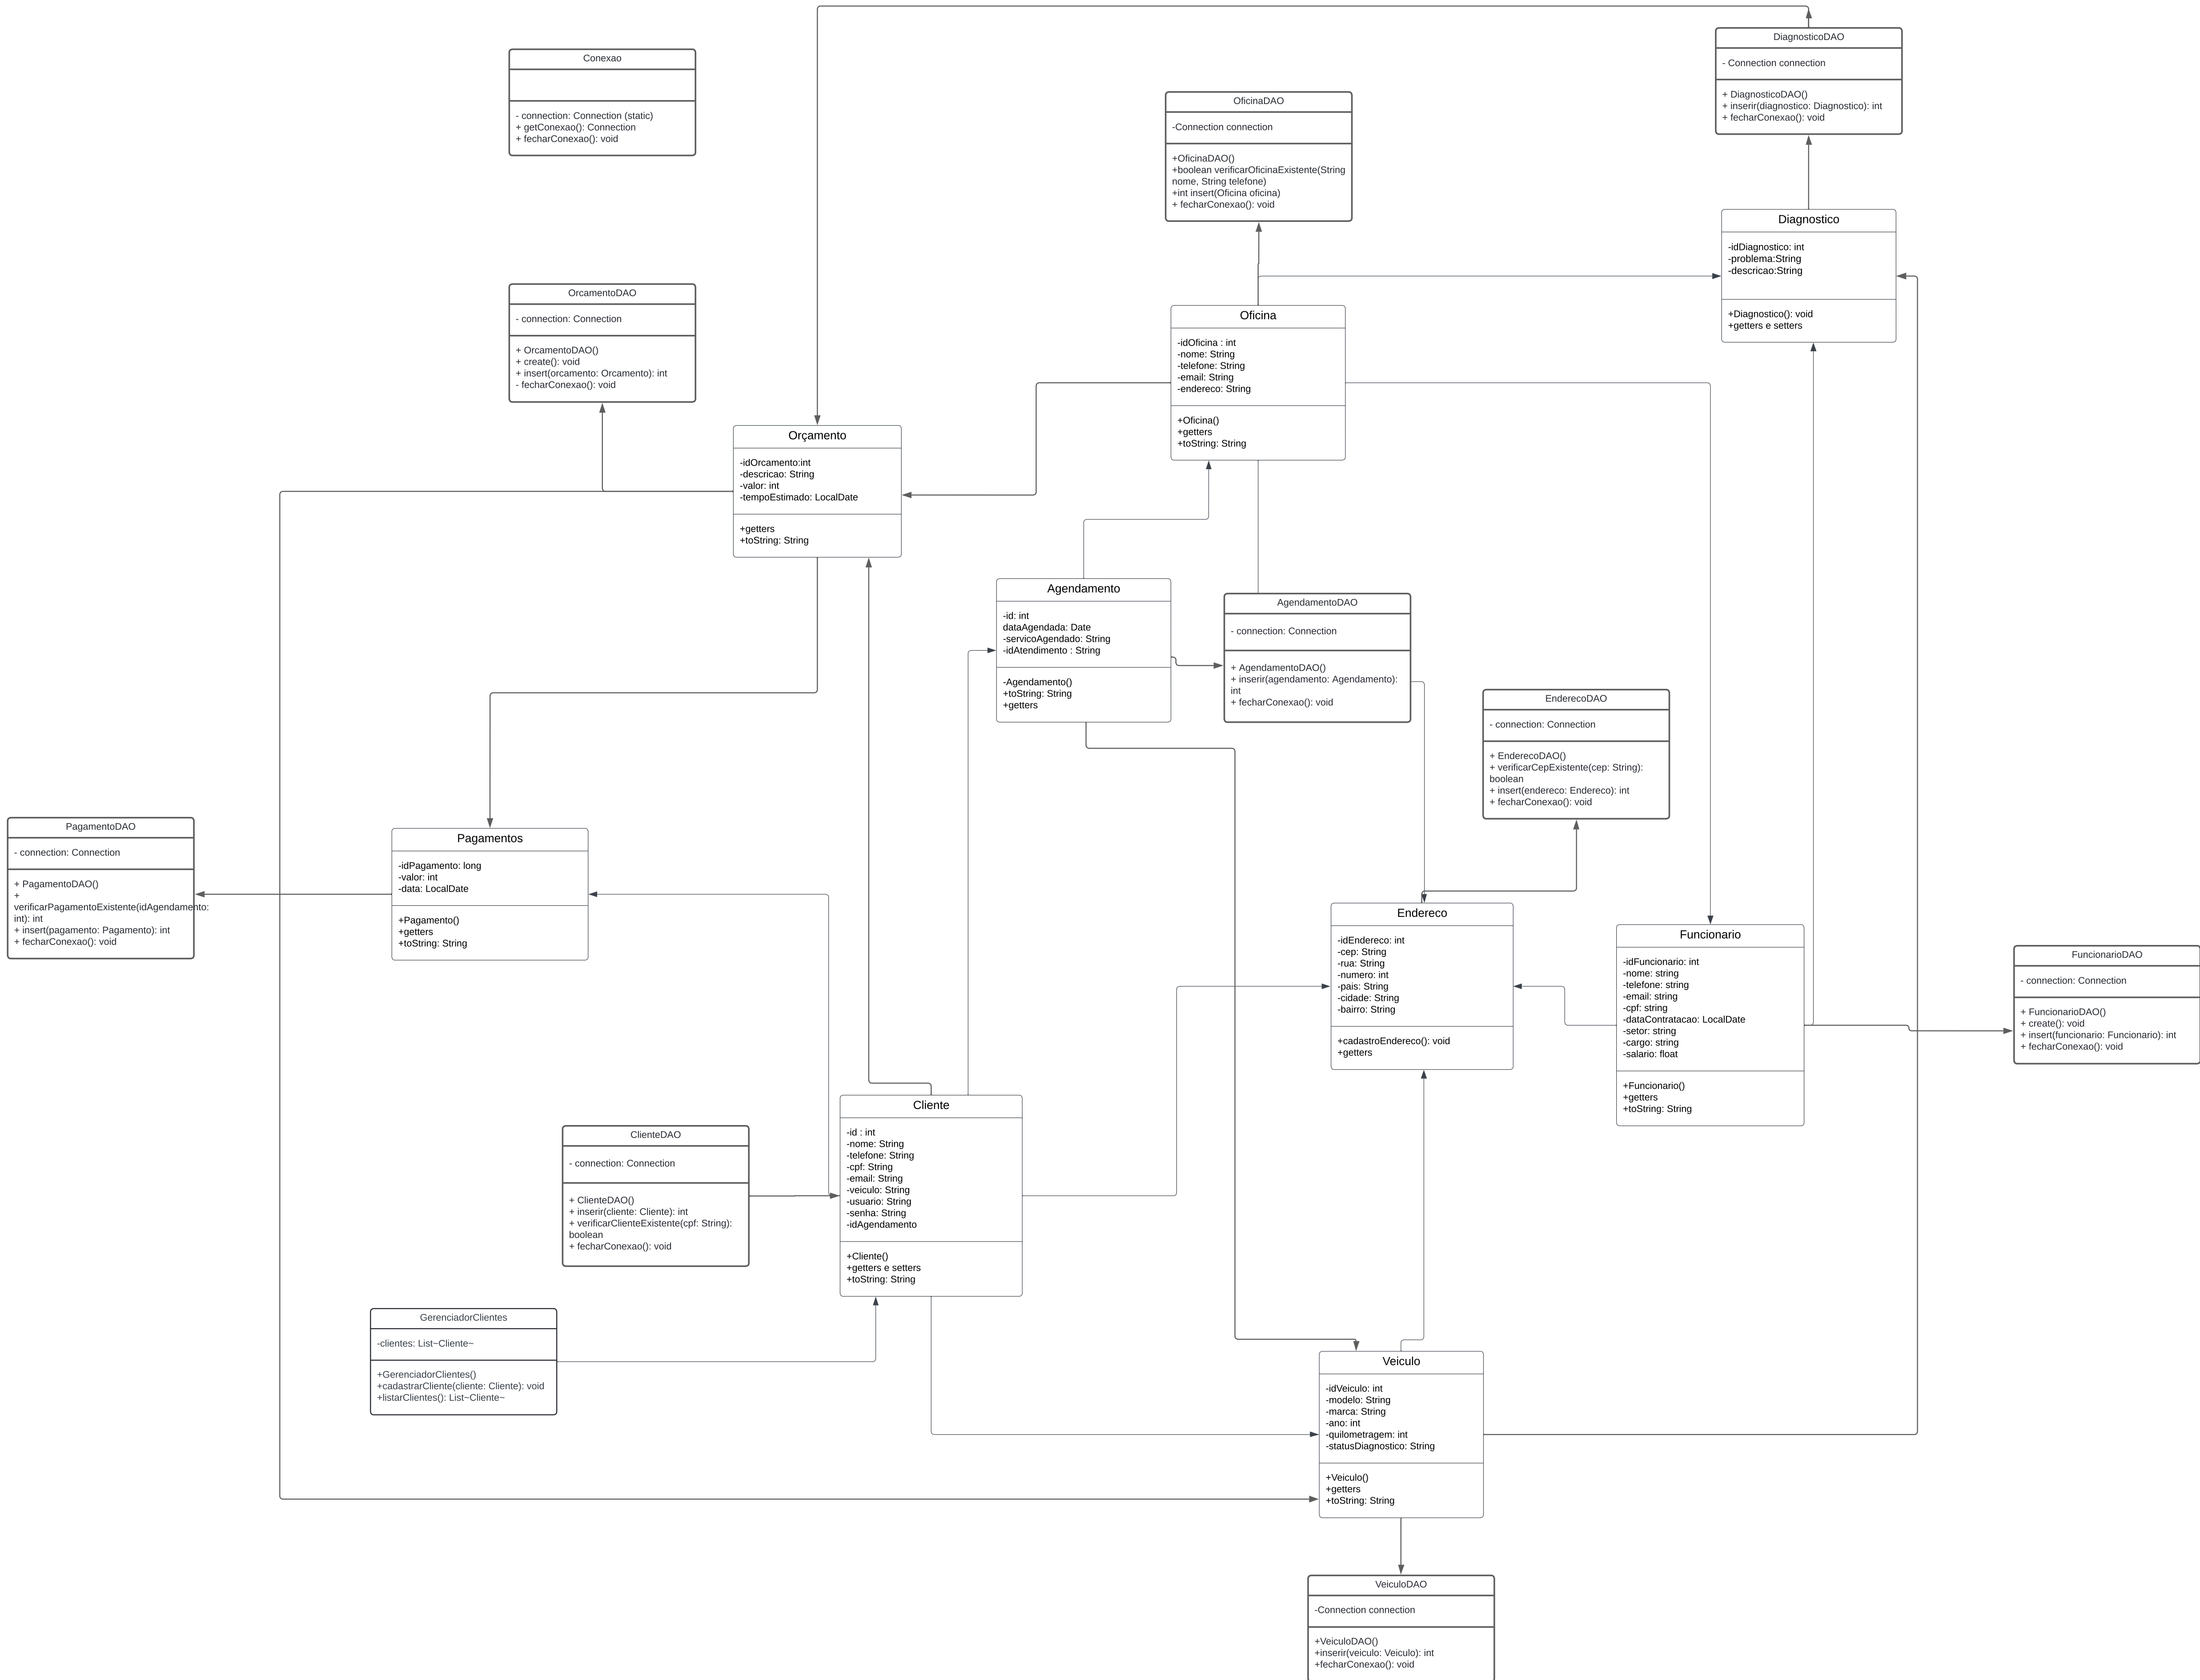 Conexao
- connection: Connection (static)
+ getConexao(): Connection
+ fecharConexao(): void
DiagnosticoDAO
- Connection connection
+ DiagnosticoDAO()
+ inserir(diagnostico: Diagnostico): int
+ fecharConexao(): void
OficinaDAO
-Connection connection
+OficinaDAO()
+boolean verificarOficinaExistente(String
nome, String telefone)
+int insert(Oficina oficina)
+ fecharConexao(): void
Diagnostico
-idDiagnostico: int
-problema:String
-descricao:String
+Diagnostico(): void
+getters e setters
OrcamentoDAO
- connection: Connection
+ OrcamentoDAO()
+ create(): void
+ insert(orcamento: Orcamento): int
- fecharConexao(): void
Oficina
-idOficina : int
-nome: String
-telefone: String
-email: String
-endereco: String
+Oficina()
+getters
+toString: String
Orçamento
-idOrcamento:int
-descricao: String
-valor: int
-tempoEstimado: LocalDate
+getters
+toString: String
Agendamento
-id: int
dataAgendada: Date
-servicoAgendado: String
-idAtendimento : String
-Agendamento()
+toString: String
+getters
AgendamentoDAO
- connection: Connection
+ AgendamentoDAO()
+ inserir(agendamento: Agendamento):
int
+ fecharConexao(): void
EnderecoDAO
- connection: Connection
+ EnderecoDAO()
+ verificarCepExistente(cep: String):
boolean
+ insert(endereco: Endereco): int
+ fecharConexao(): void
PagamentoDAO
- connection: Connection
+ PagamentoDAO()
+
verificarPagamentoExistente(idAgendamento:
int): int
+ insert(pagamento: Pagamento): int
+ fecharConexao(): void
Pagamentos
-idPagamento: long
-valor: int
-data: LocalDate
+Pagamento()
+getters
+toString: String
Endereco
-idEndereco: int
-cep: String
-rua: String
-numero: int
-pais: String
-cidade: String
-bairro: String
+cadastroEndereco(): void
+getters
Funcionario
-idFuncionario: int
-nome: string
-telefone: string
-email: string
-cpf: string
-dataContratacao: LocalDate
-setor: string
-cargo: string
-salario: float
+Funcionario()
+getters
+toString: String
FuncionarioDAO
- connection: Connection
+ FuncionarioDAO()
+ create(): void
+ insert(funcionario: Funcionario): int
+ fecharConexao(): void
Cliente
-id : int
-nome: String
-telefone: String
-cpf: String
-email: String
-veiculo: String
-usuario: String
-senha: String
-idAgendamento
+Cliente()
+getters e setters
+toString: String
ClienteDAO
- connection: Connection
+ ClienteDAO()
+ inserir(cliente: Cliente): int
+ verificarClienteExistente(cpf: String):
boolean
+ fecharConexao(): void
GerenciadorClientes
-clientes: List~Cliente~
+GerenciadorClientes()
+cadastrarCliente(cliente: Cliente): void
+listarClientes(): List~Cliente~
Veiculo
-idVeiculo: int
-modelo: String
-marca: String
-ano: int
-quilometragem: int
-statusDiagnostico: String
+Veiculo()
+getters
+toString: String
VeiculoDAO
-Connection connection
+VeiculoDAO()
+inserir(veiculo: Veiculo): int
+fecharConexao(): void